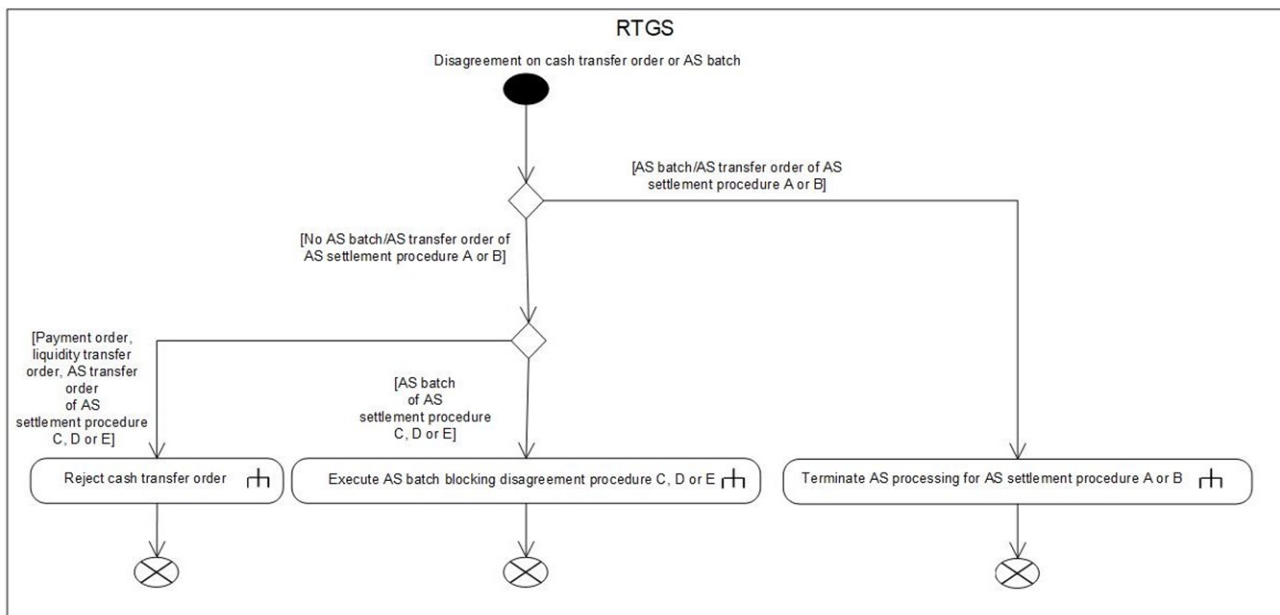 RTGS
Disagreement on cash transfer order or AS batch
[AS batch/AS transfer order of AS
settlement procedure A or B]
[No AS batch/AS transfer order of
AS settlement procedure A or B]
[Payment order,
liquidity transfer
order, AS transfer
order
of AS
settlement procedure
C, D or E]
[AS batch
of AS
settlement procedure
C, D or E]
Reject cash transfer order
Execute AS batch blocking disagreement procedure C, D or E
Terminate AS processing for AS settlement procedure A or B